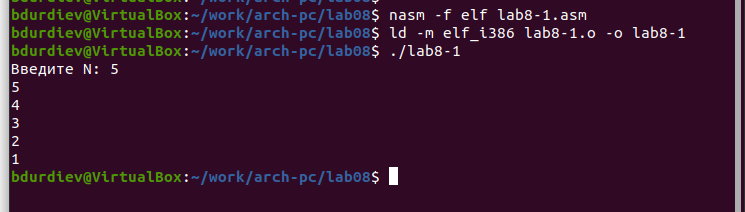 bdurdiev@VirtualBox:~/work/arch-pc/lab08$ nasm -f elf lab8-1.asm
bdurdiev@VirtualBox:~/work/arch-pc/lab08$ ld -m elf_i386 lab8-1.o -o lab8-1
bdurdiev@VirtualBox:~/work/arch-pc/lab08$ ./lab8-1
Введите N: 5
5
4
3
2
1
bdurdiev@VirtualBox:~/work/arch-pc/lab08$